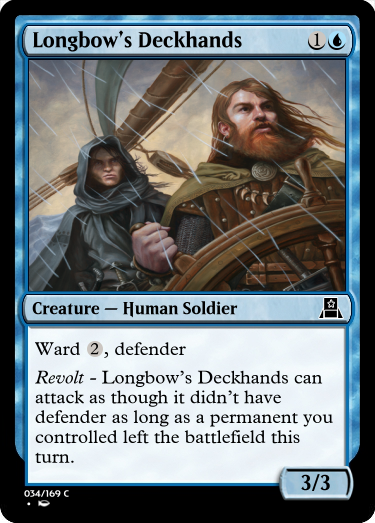 Longbow's Deckhands 1
Creature — Human Soldier
Ward 2, defender
Revolt - Longbow's Deckhands can
attack as though it didn't have
defender as long as a permanent you
controlled left the battlefield this
turn.
3/3
034/169 C